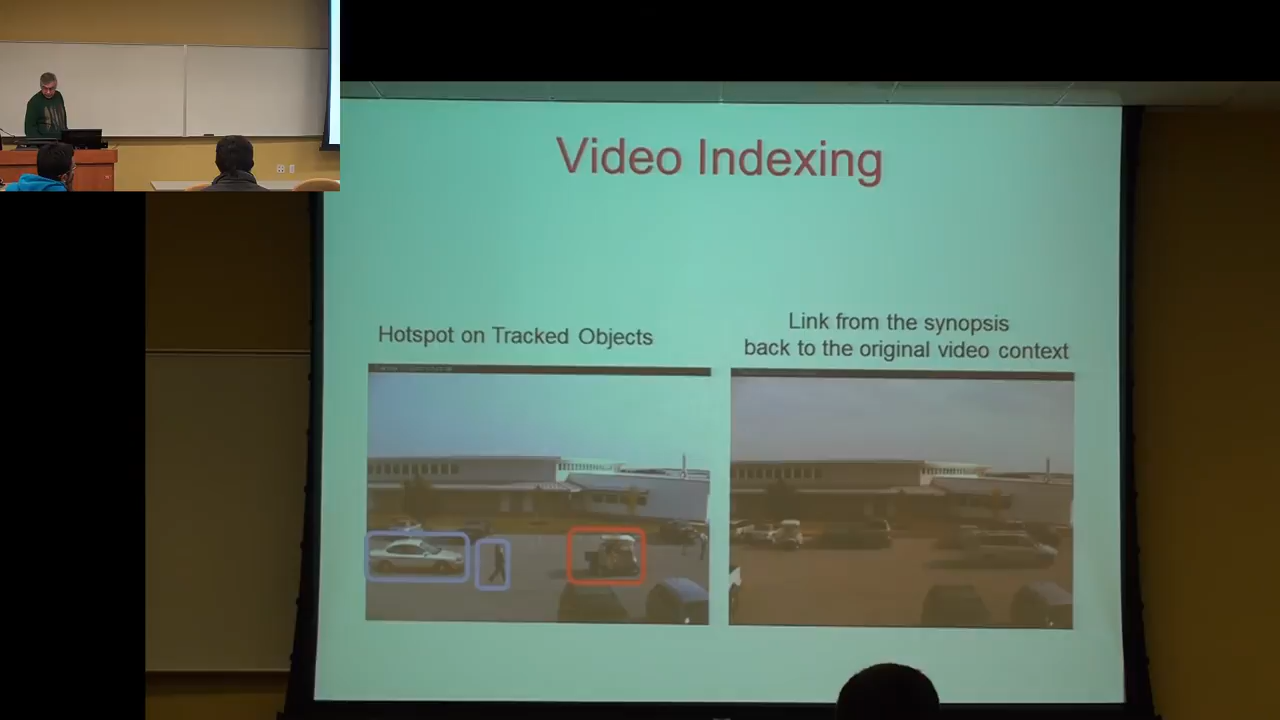 Video Indexing
Hotspot on Tracked Objects
Link from the synopsis
back to the original video context